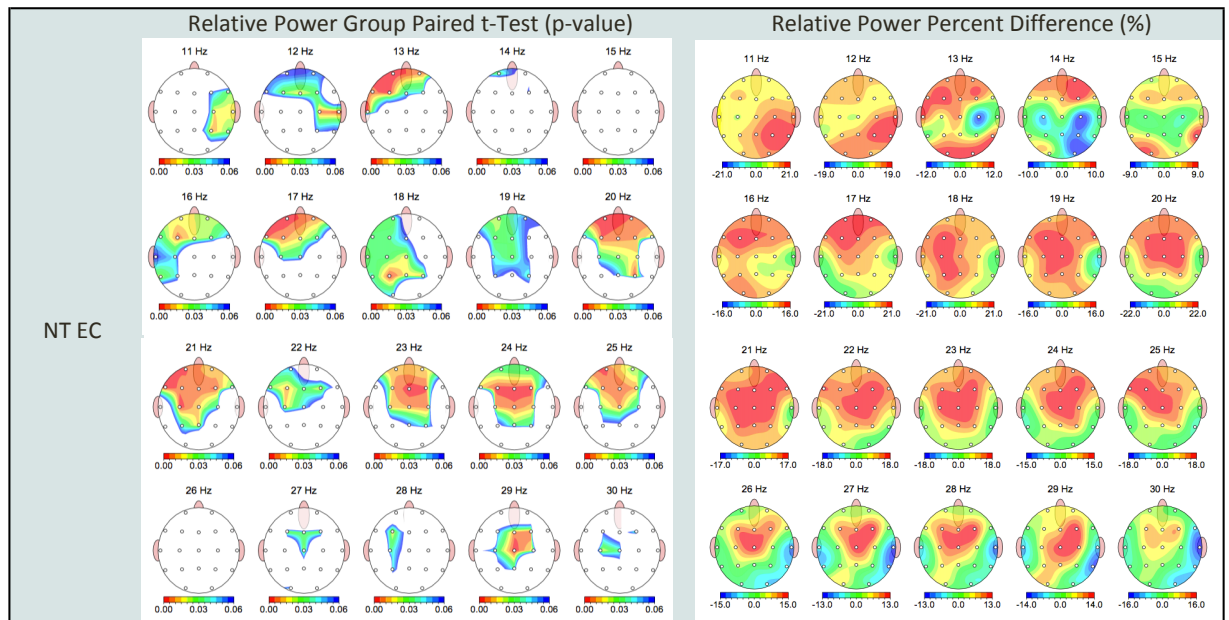 Relative Power Group Paired t-Test (p-value)
Relative Power Percent Difference (%)
NT EC
11 Hz 12 Hz 13 Hz 14 Hz 15 Hz
0.00 0.03 0.06 0.00 0.03 0.06 0.00 0.03 0.06 0.00 0.03 0.06 0.00 0.03 0.06
16 Hz 17 Hz 18 Hz 19 Hz 20 Hz
0.00 0.03 0.06 0.00 0.03 0.06 0.00 0.03 0.06 0.00 0.03 0.06 0.00 0.03 0.06
21 Hz 22 Hz 23 Hz 24 Hz 25 Hz
0.00 0.03 0.06 0.00 0.03 0.06 0.00 0.03 0.06 0.00 0.03 0.06 0.00 0.03 0.06
26 Hz 27 Hz 28 Hz 29 Hz 30 Hz
0.00 0.03 0.06 0.00 0.03 0.06 0.00 0.03 0.06 0.00 0.03 0.06 0.00 0.03 0.06
11 Hz 12 Hz 13 Hz 14 Hz 15 Hz
-21.0 0.0 21.0 -19.0 0.0 19.0 -12.0 0.0 12.0 -10.0 0.0 10.0 -9.0 0.0 9.0
16 Hz 17 Hz 18 Hz 19 Hz 20 Hz
-16.0 0.0 16.0 -21.0 0.0 21.0 -21.0 0.0 21.0 -16.0 0.0 16.0 -22.0 0.0 22.0
21 Hz 22 Hz 23 Hz 24 Hz 25 Hz
-17.0 0.0 17.0 -18.0 0.0 18.0 -18.0 0.0 18.0 -15.0 0.0 15.0 -18.0 0.0 18.0
26 Hz 27 Hz 28 Hz 29 Hz 30 Hz
-15.0 0.0 15.0 -13.0 0.0 13.0 -13.0 0.0 13.0 -14.0 0.0 14.0 -16.0 0.0 16.0